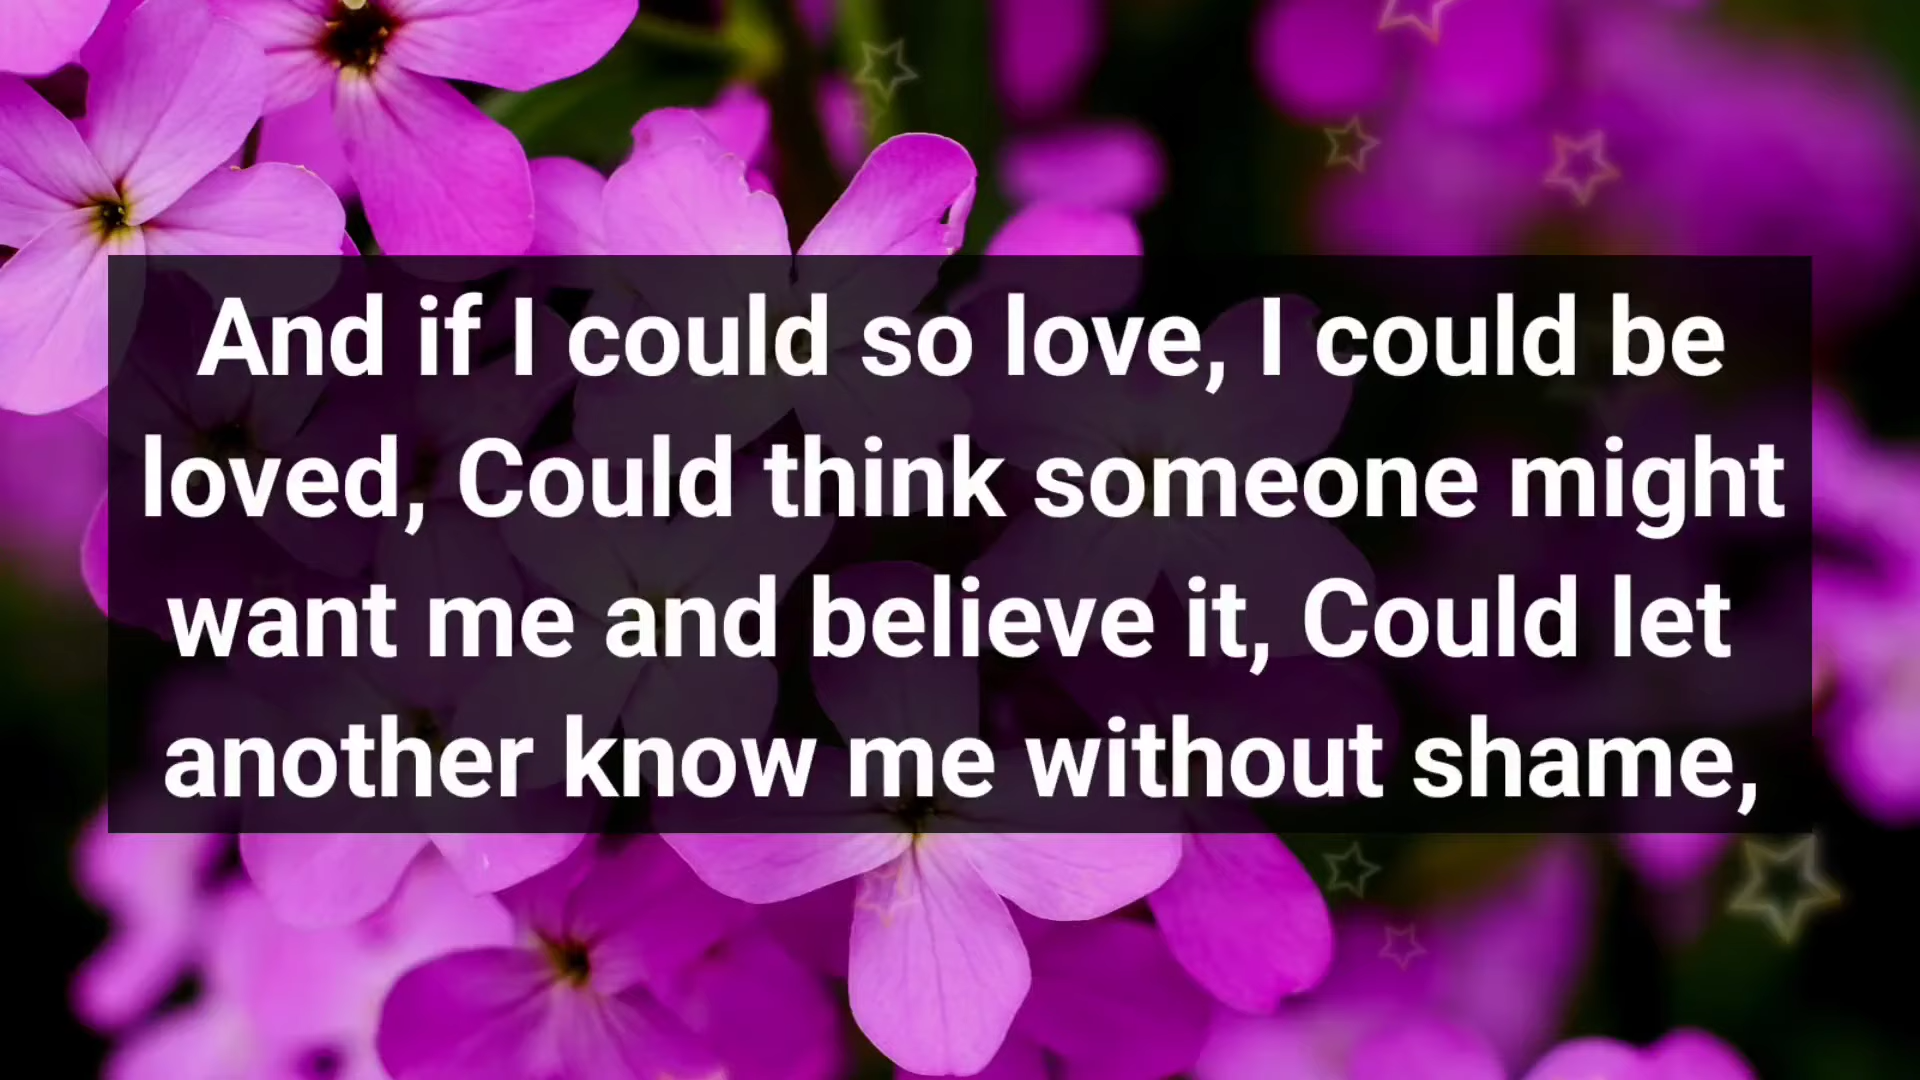 And if I could so love, I could be
loved, Could think someone might
want me and believe it, Could let
another know me without shame,